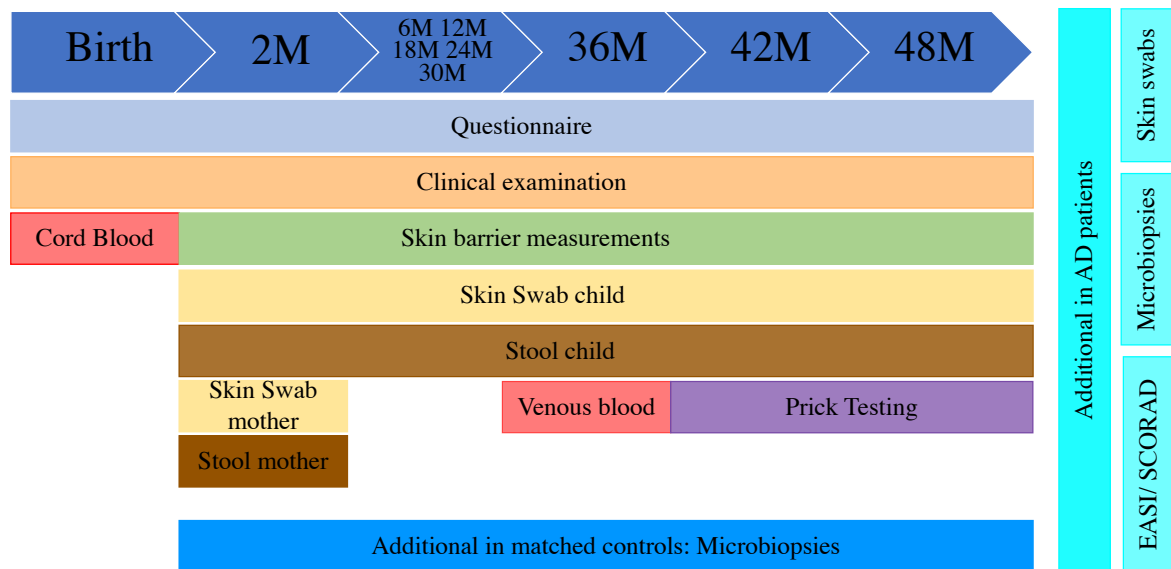 Birth
2M
6M 12M
18M 24M
30M
36M
42M
48M
Questionnaire
Clinical examination
Cord Blood
Skin barrier measurements
Skin Swab child
Stool child
Skin Swab
mother
Venous blood
Prick Testing
Stool mother
Additional in matched controls: Microbiopsies
Additional in AD patients
Skin swabs
Microbiopsies
EASI/ SCORAD